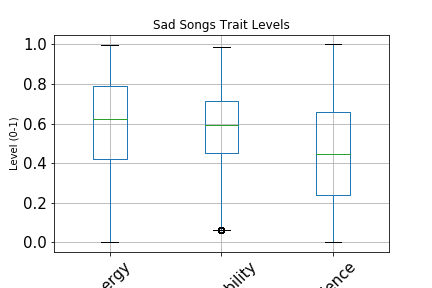 Sad Songs Trait Levels
1.0
0.8
0.6
0.4
0.2
0.0
Level (0-1)
ergy
bility
ience